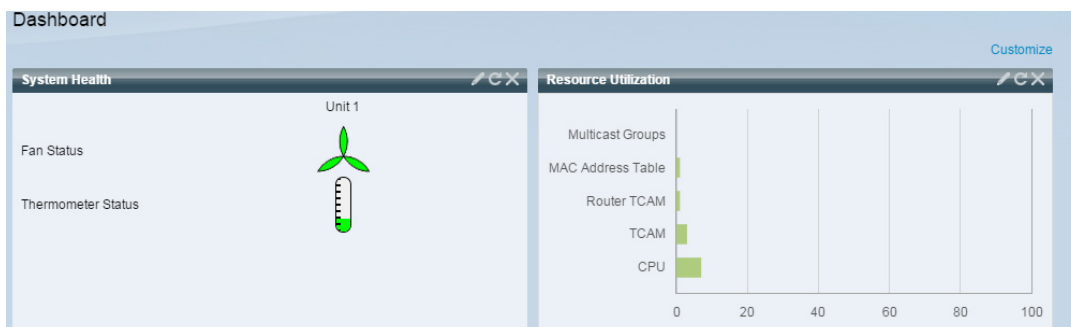 Dashboard
Customize
System Health
Unit 1
Fan Status
Thermometer Status
Resource Utilization
Multicast Groups
MAC Address Table
Router TCAM
TCAM
CPU
0 20 40 60 80 100